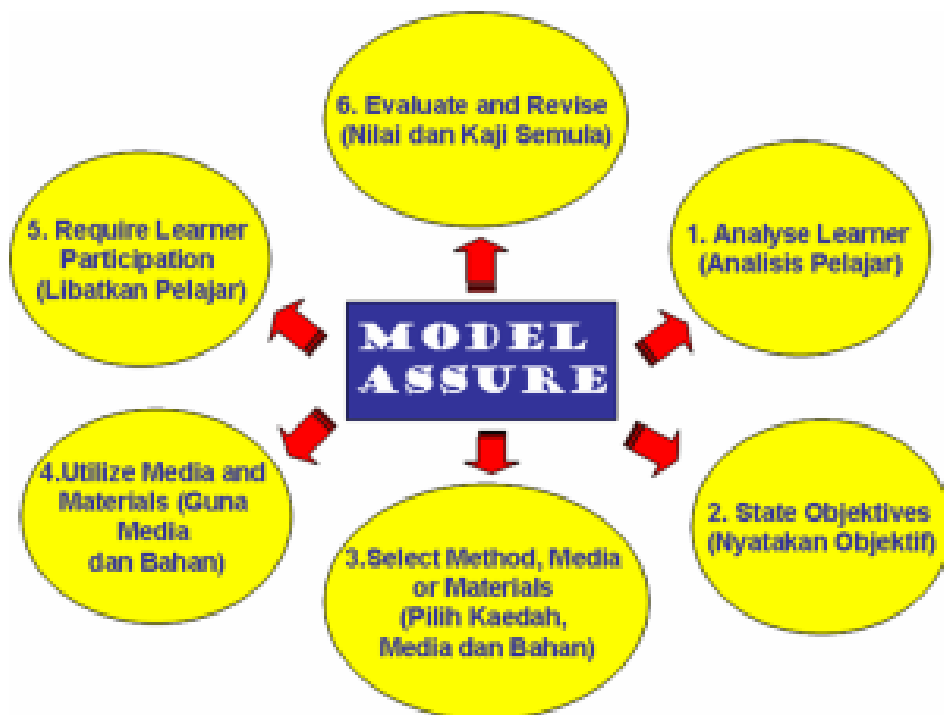 6. Evaluate and Revise
(Nilai dan Kaji Semula)
5. Require Learner
Participation
(Libatkan Pelajar)
1. Analyse Learner
(Analisis Pelajar)
MODEL
ASSURE
4.Utilize Media and
Materials (Guna
Media
dan Bahan)
2. State Objektives
(Nyatakan Objektif)
3.Select Method, Media
or Materials
(Pilih Kaedah,
Media dan Bahan)